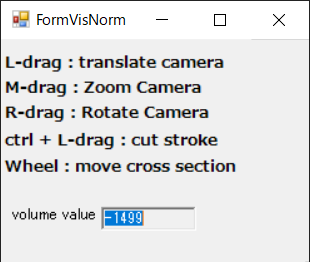 FormVisNorm
L-drag : translate camera
M-drag : Zoom Camera
R-drag : Rotate Camera
ctrl + L-drag : cut stroke
Wheel : move cross section
volume value -1499